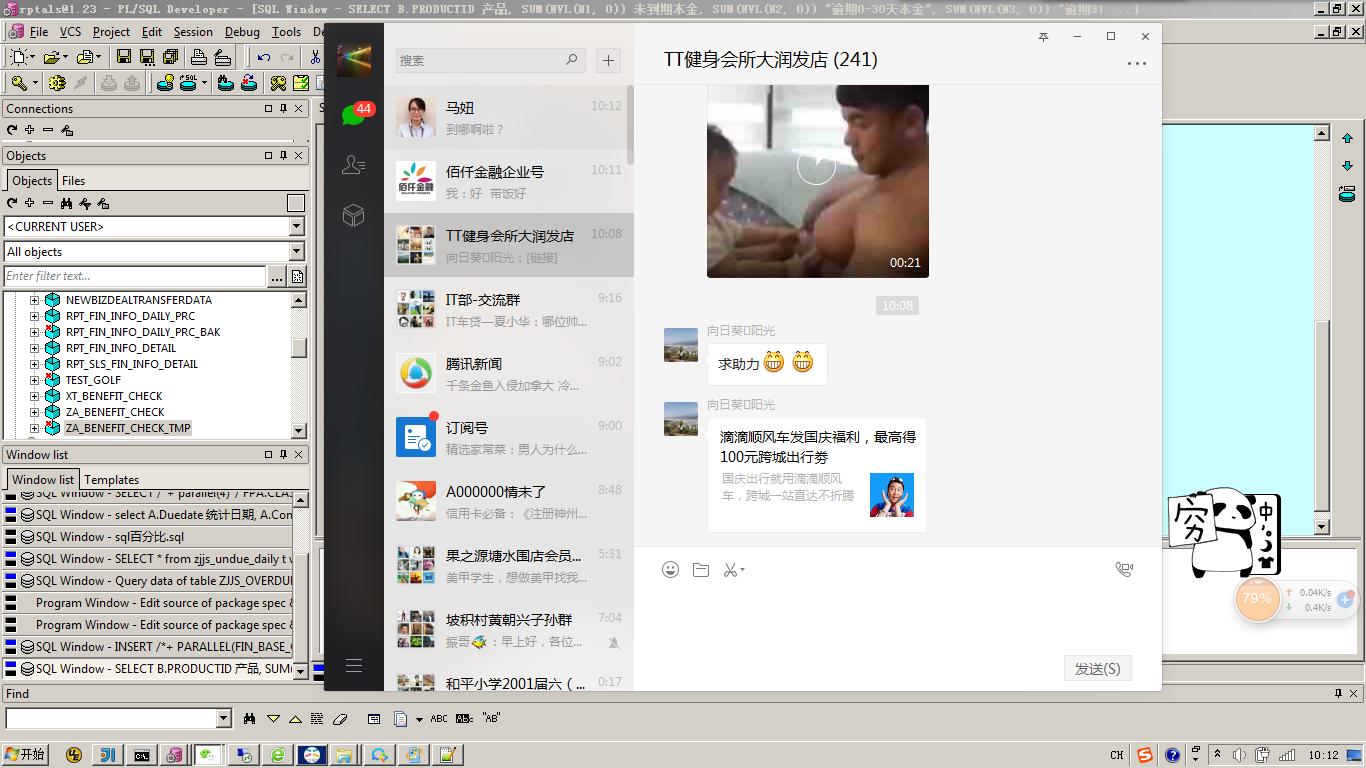 rptals@1.23 - PL/SQL Developer - [SQL Window - SELECT B.PRODUCTID 产品, SUM(NVL(M1, 0)) 未到期本金, SUM(NVL(M2, 0)) "逾期0-30天本金", SUM(NVL(M3, 0)) "逾期31 ...]
File VCS Project Edit Session Debug Tools De
Connections
Objects
Objects Files
<CURRENT USER>
All objects
Enter filter text...
NEWBIZDEALTRANSFERDATA
RPT_FIN_INFO_DAILY_PRC
RPT_FIN_INFO_DAILY_PRC_BAK
RPT_FIN_INFO_DETAIL
RPT_SLS_FIN_INFO_DETAIL
TEST_GOLF
XT_BENEFIT_CHECK
ZA_BENEFIT_CHECK
ZA_BENEFIT_CHECK_TMP
Window list
Window list Templates
SQL Window - SELECT /*+ parallel(4) */ FPA.CLAS
SQL Window - select A.Duedate 统计日期, A.Con
SQL Window - sql百分比.sql
SQL Window - SELECT * from zjjs_undue_daily t w
SQL Window - Query data of table ZJJS_OVERDU
Program Window - Edit source of package spec &
Program Window - Edit source of package spec &
SQL Window - INSERT /*+ PARALLEL(FIN_BASE_
SQL Window - SELECT B.PRODUCTID 产品, SUM(
Find
ABC
"AB"
44
搜索
马妞 10:12
到哪啊啦？
佰仟金融企业号 10:11
我：好 带饭好
佰仟金融
TT健身会所大润发店 10:08
向日葵阳光：[链接]
IT部-交流群 9:16
IT车贷—夏小华：哪位帅...
腾讯新闻 9:02
千条金鱼入侵加拿大 冷...
订阅号 9:00
精选家常菜：男人为什么...
A000000情未了 8:48
信用卡必备：《注册神州...
果之源塘水围店会员... 5:31
美甲学生，想做美甲找我...
坡积村黄朝兴子孙群 7:04
振哥：早上好，各位...
和平小学2001届六（... 0:17
TT健身会所大润发店 (241)
00:21
10:08
向日葵阳光
求助力
向日葵阳光
滴滴顺风车发国庆福利，最高得
100元跨城出行券
国庆出行就用滴滴顺风
车，跨城一站直达不折腾
发送(S)
穷
中
79%
0.04K/s
0.4K/s
开始
CH
10:12